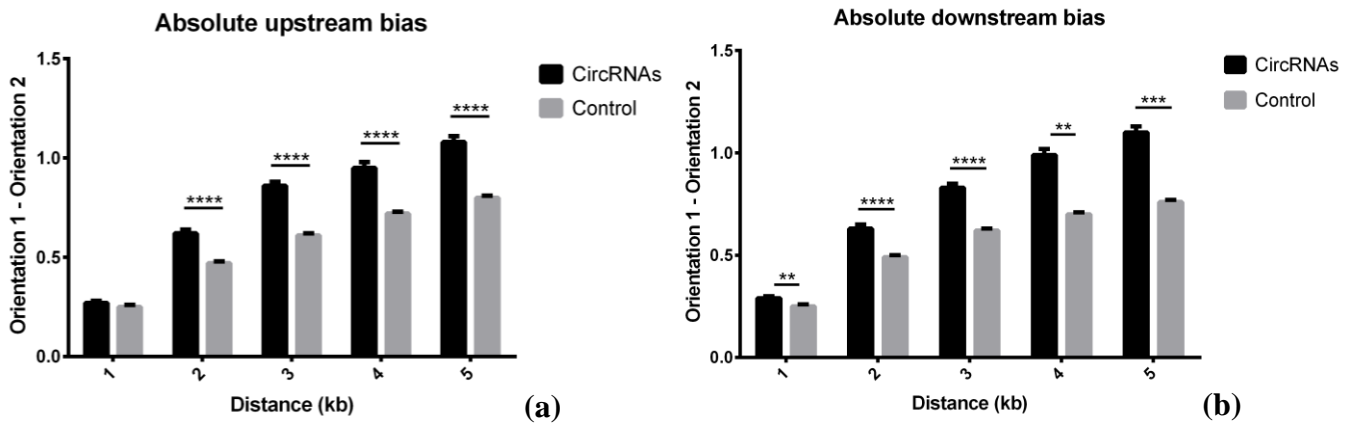 Absolute upstream bias
Orientation 1 - Orientation 2
1.5
1.0
0.5
0.0
****
****
****
****
CircRNAs
Control
1
2
3
4
5
Distance (kb)
(a)
Absolute downstream bias
Orientation 1 - Orientation 2
1.5
1.0
0.5
0.0
**
****
****
**
***
CircRNAs
Control
1
2
3
4
5
Distance (kb)
(b)